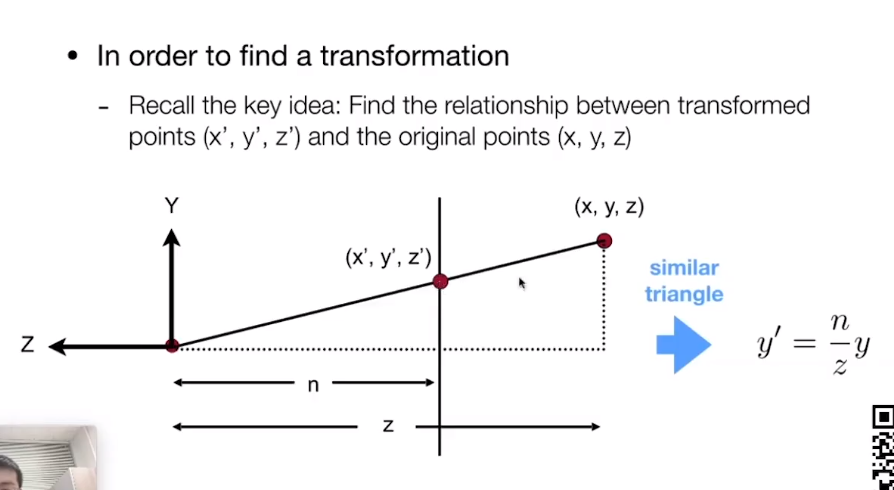 • In order to find a transformation
- Recall the key idea: Find the relationship between transformed
points (x’, y’, z’) and the original points (x, y, z)
Y
(x, y, z)
(x’, y’, z’)
similar
triangle
Z
y′ = n/z y
n
z